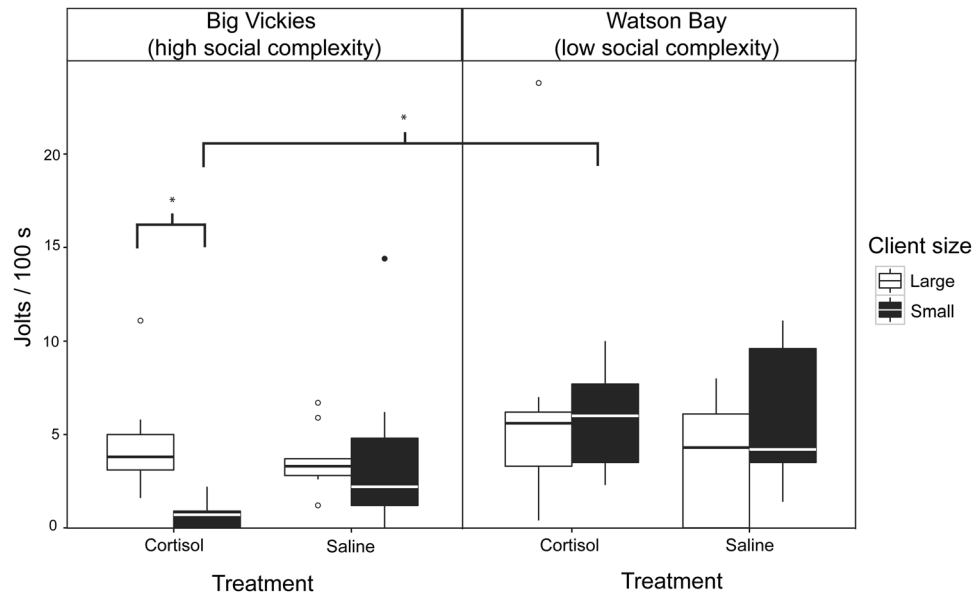 Big Vickies
(high social complexity)
Watson Bay
(low social complexity)
*
*
20
15
10
5
0
Jolts / 100 s
Client size
Large
Small
Cortisol
Saline
Cortisol
Saline
Treatment
Treatment